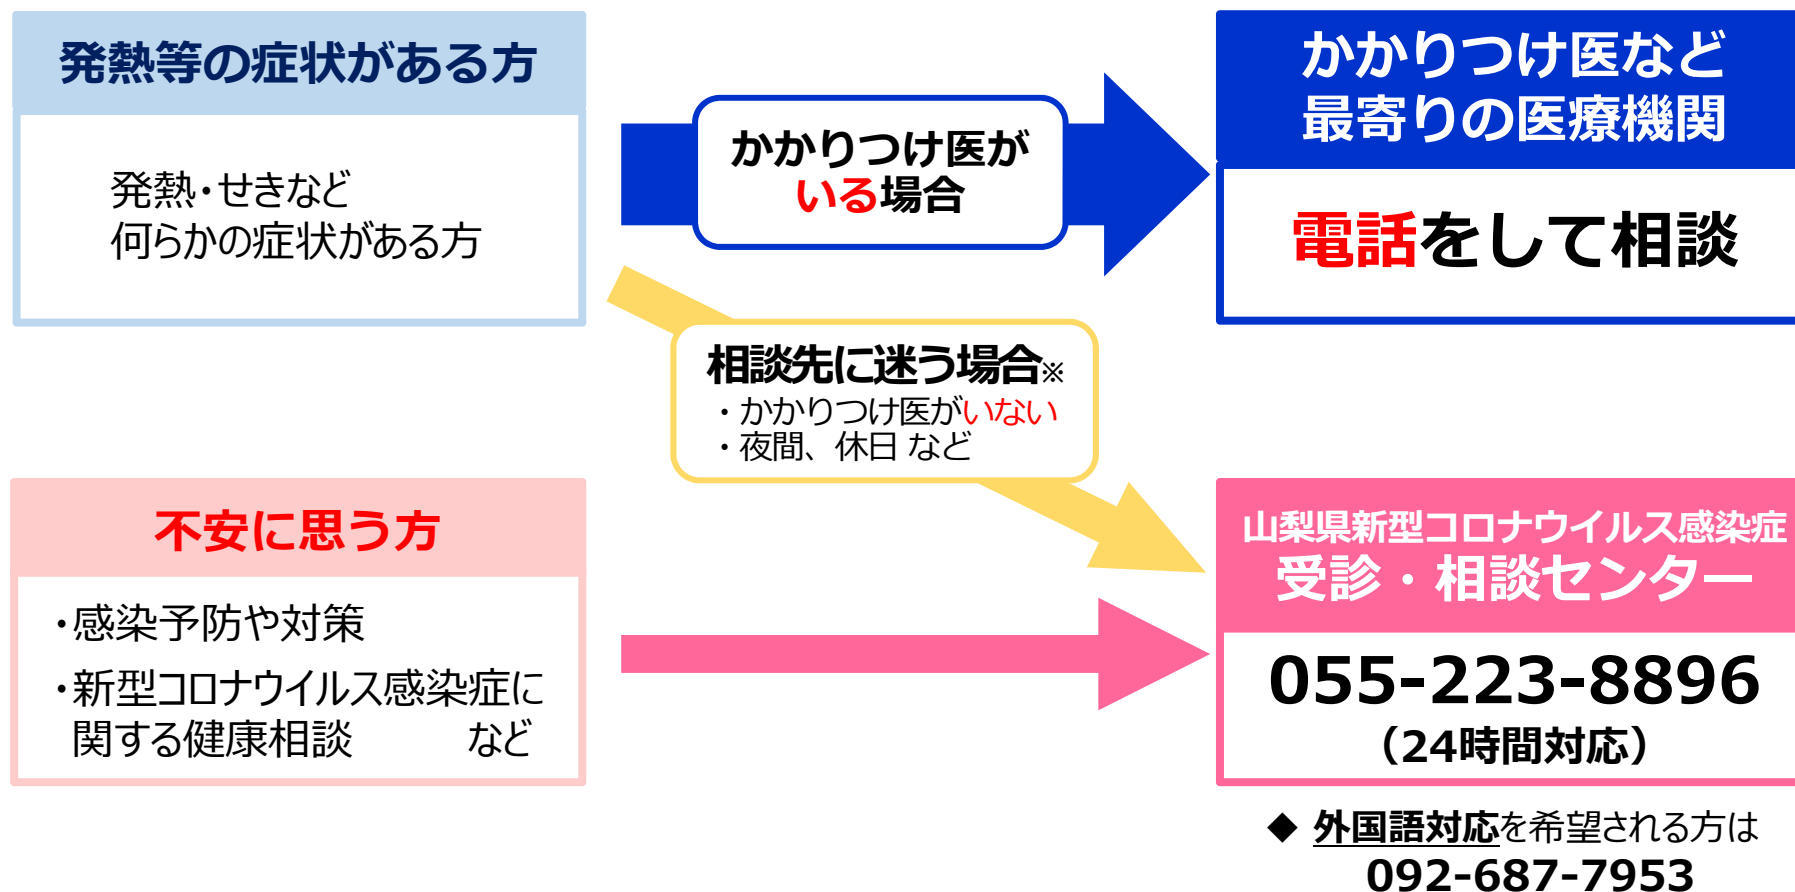 発熱等の症状がある方
発熱・せきなど
何らかの症状がある方
かかりつけ医が
いる場合
かかりつけ医など
最寄りの医療機関
電話をして相談
相談先に迷う場合※
・かかりつけ医がいない
・夜間、休日 など
不安に思う方
・感染予防や対策
・新型コロナウイルス感染症に
関する健康相談 など
山梨県新型コロナウイルス感染症
受診・相談センター
055-223-8896
（24時間対応）
◆ 外国語対応を希望される方は
092-687-7953